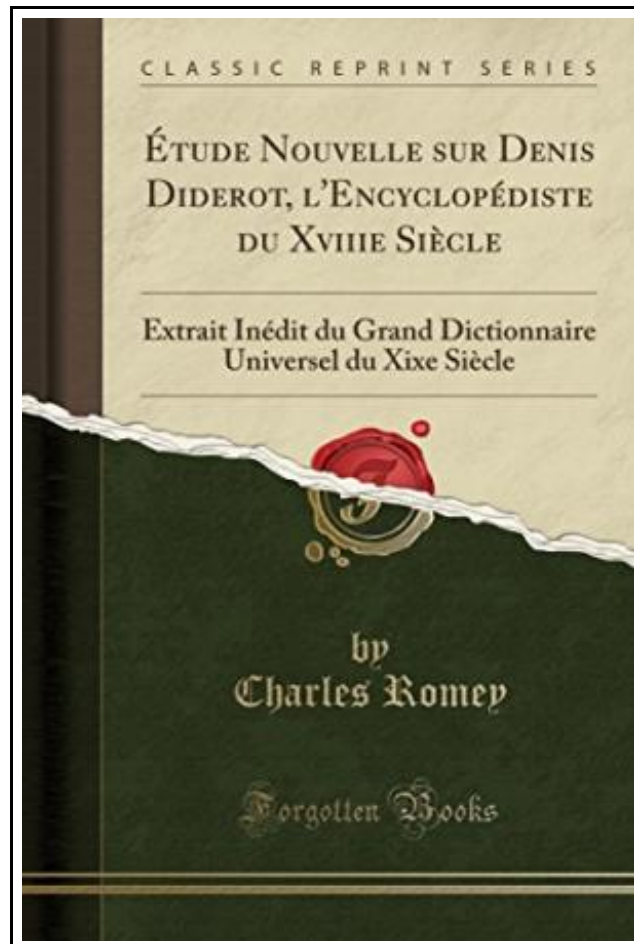 CLASSIC REPRINT SERIES
ÉTUDE NOUVELLE SUR DENIS
DIDEROT, L'ENCYCLOPÉDISTE
DU XVIIIE SIÈCLE
Extrait Inédit du Grand Dictionnaire
Universel du Xixe Siècle
by
Charles Romey
Forgotten Books